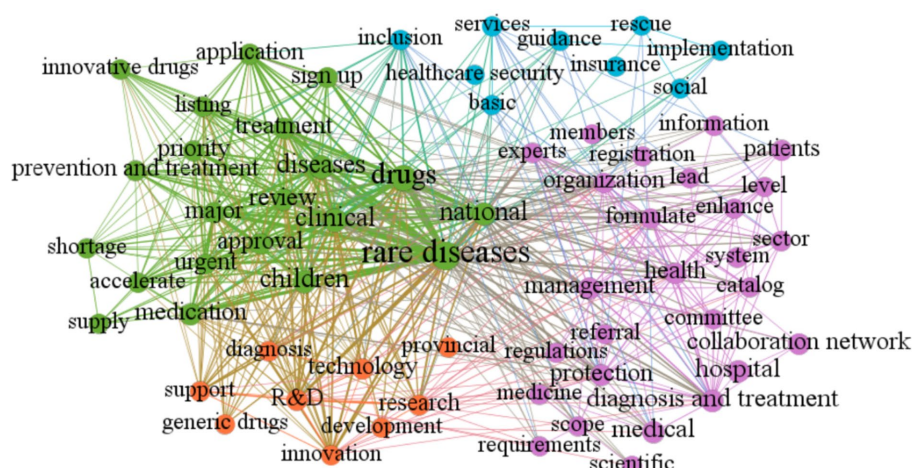 services
rescue
inclusion
guidance
application
implementation
innovative drugs
sign up
healthcare security
insurance
listing
basic
social
treatment
members
information
priority
experts
registration
patients
prevention and treatment
diseases
drugs
organization
lead
level
review
major
clinical
national
formulate
enhance
shortage
approval
rare diseases
sector
urgent
system
accelerate
children
management
health
catalog
supply
medication
committee
referral
diagnosis
provincial
regulations
collaboration network
technology
protection
hospital
support
R&D
research
medicine
diagnosis and treatment
generic drugs
development
scope
medical
innovation
requirements
scientific